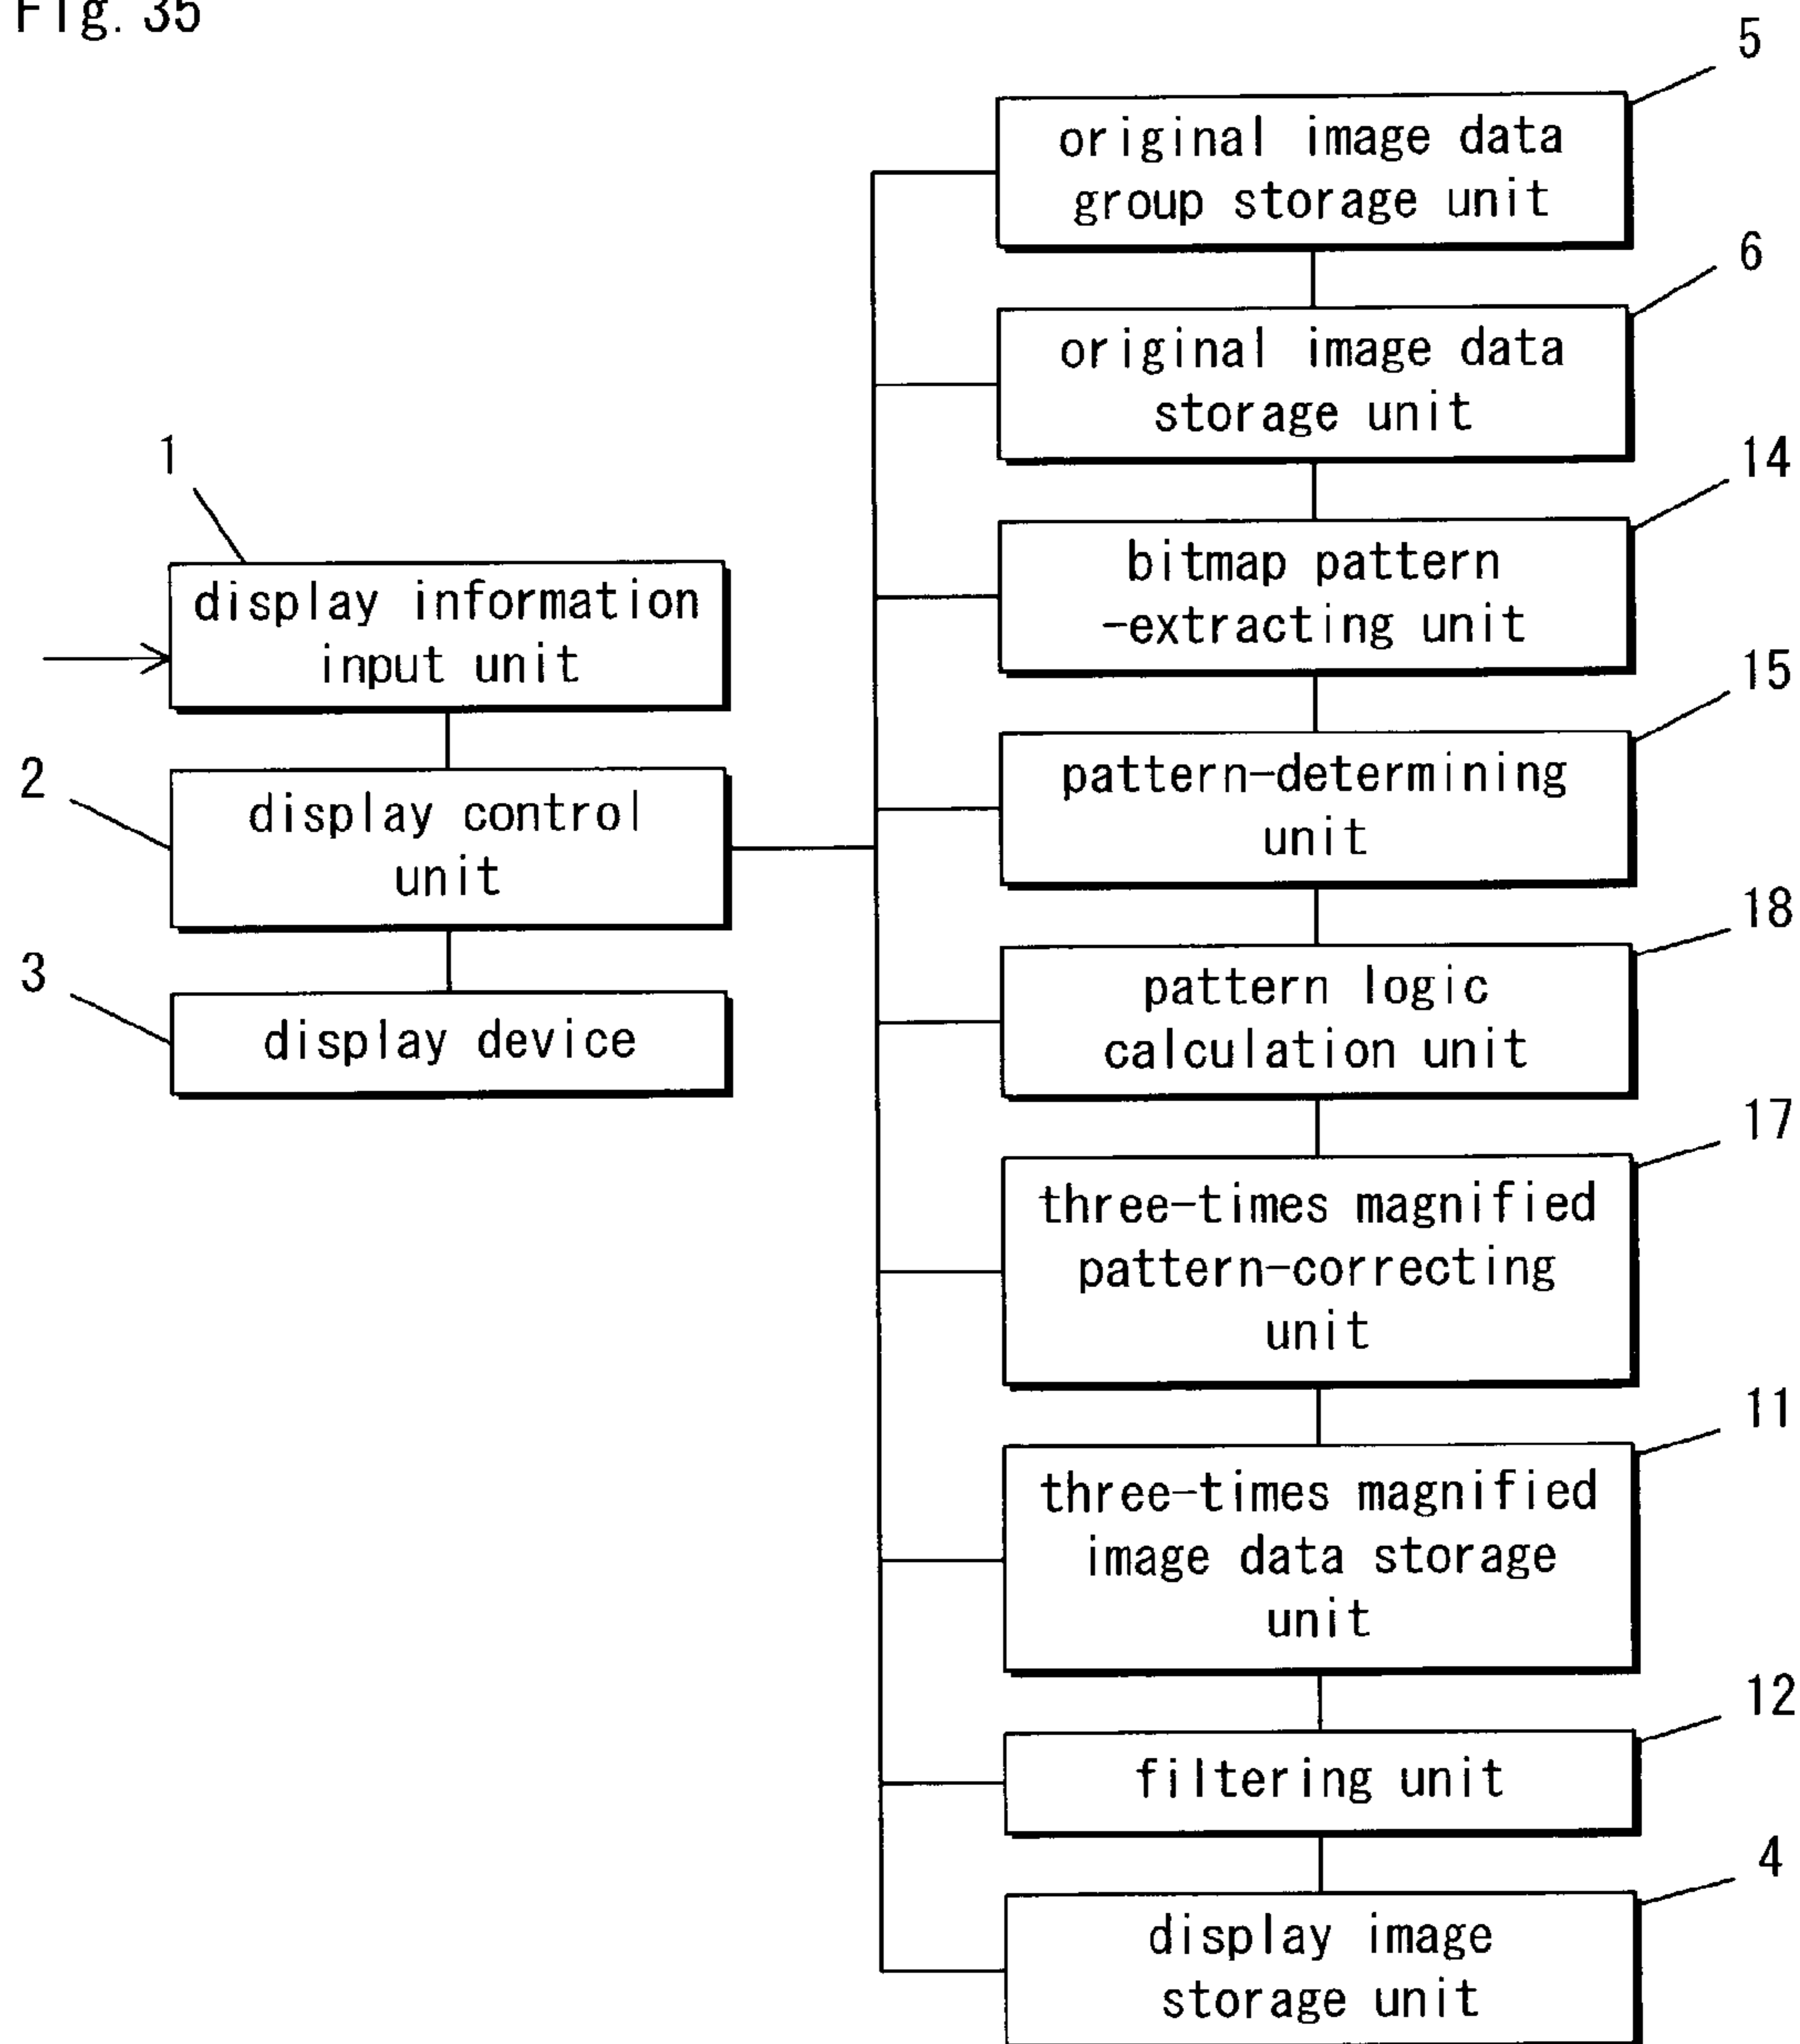 Fig. 35
5
original image data
group storage unit
6
original image data
storage unit
14
bitmap pattern
-extracting unit
1
display information
input unit
15
pattern-determining
unit
2
display control
unit
18
pattern logic
calculation unit
3
display device
17
three-times magnified
pattern-correcting
unit
11
three-times magnified
image data storage
unit
12
filtering unit
4
display image
storage unit